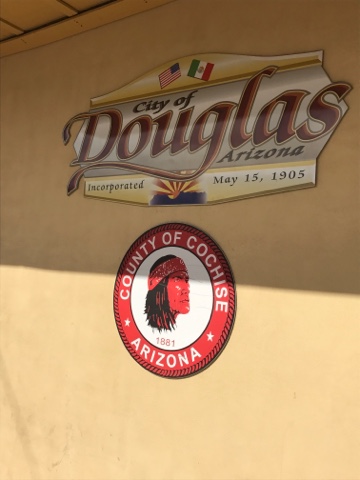 City of
Douglas
Arizona
Incorporated May 15, 1905
COUNTY OF COCHISE
1881
ARIZONA